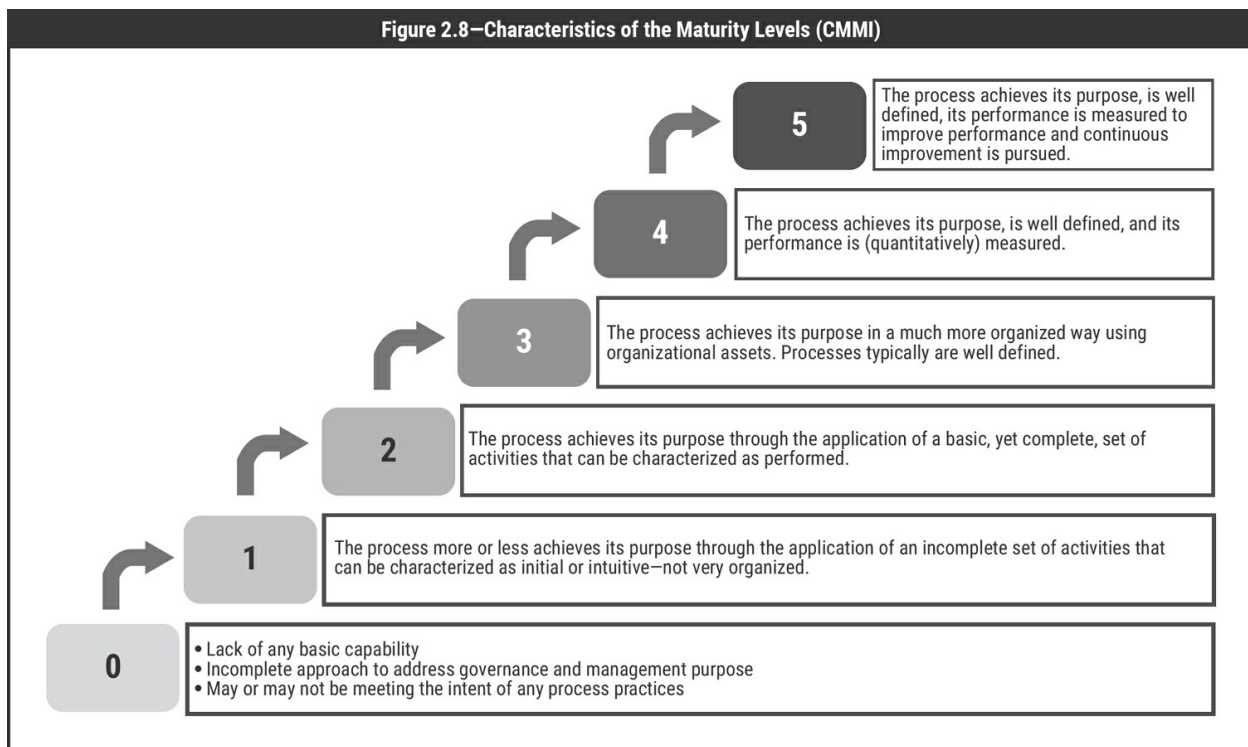 Figure 2.8—Characteristics of the Maturity Levels (CMMI)
5
The process achieves its purpose, is well
defined, its performance is measured to
improve performance and continuous
improvement is pursued.
4
The process achieves its purpose, is well defined, and its
performance is (quantitatively) measured.
3
The process achieves its purpose in a much more organized way using
organizational assets. Processes typically are well defined.
2
The process achieves its purpose through the application of a basic, yet complete, set of
activities that can be characterized as performed.
1
The process more or less achieves its purpose through the application of an incomplete set of activities that
can be characterized as initial or intuitive—not very organized.
0
• Lack of any basic capability
• Incomplete approach to address governance and management purpose
• May or may not be meeting the intent of any process practices